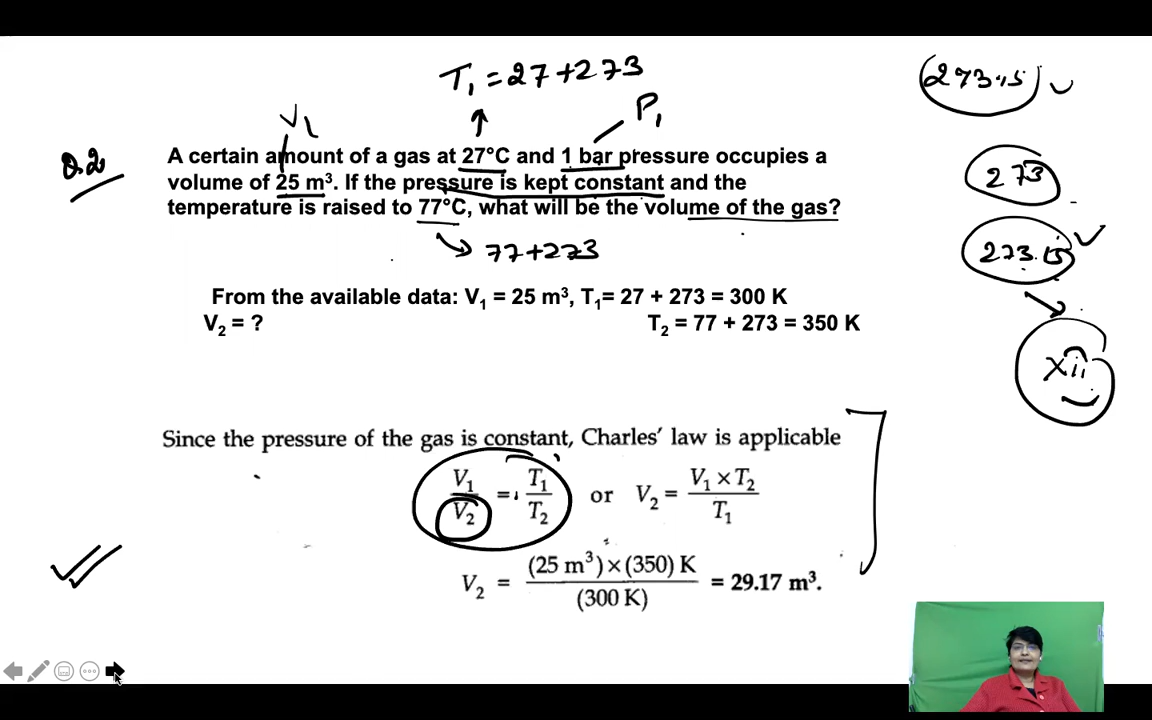 T₁ = 27 + 273
273.15
V₁
P₁
Q.2
A certain amount of a gas at 27°C and 1 bar pressure occupies a
volume of 25 m³. If the pressure is kept constant and the
temperature is raised to 77°C, what will be the volume of the gas?
273
77 + 273
273.15
From the available data: V₁ = 25 m³, T₁= 27 + 273 = 300 K
V₂ = ? T₂ = 77 + 273 = 350 K
XII
Since the pressure of the gas is constant, Charles' law is applicable
V₁/V₂ = T₁/T₂ or V₂ = V₁ × T₂/T₁
V₂ = (25 m³)×(350) K/(300 K) = 29.17 m³.